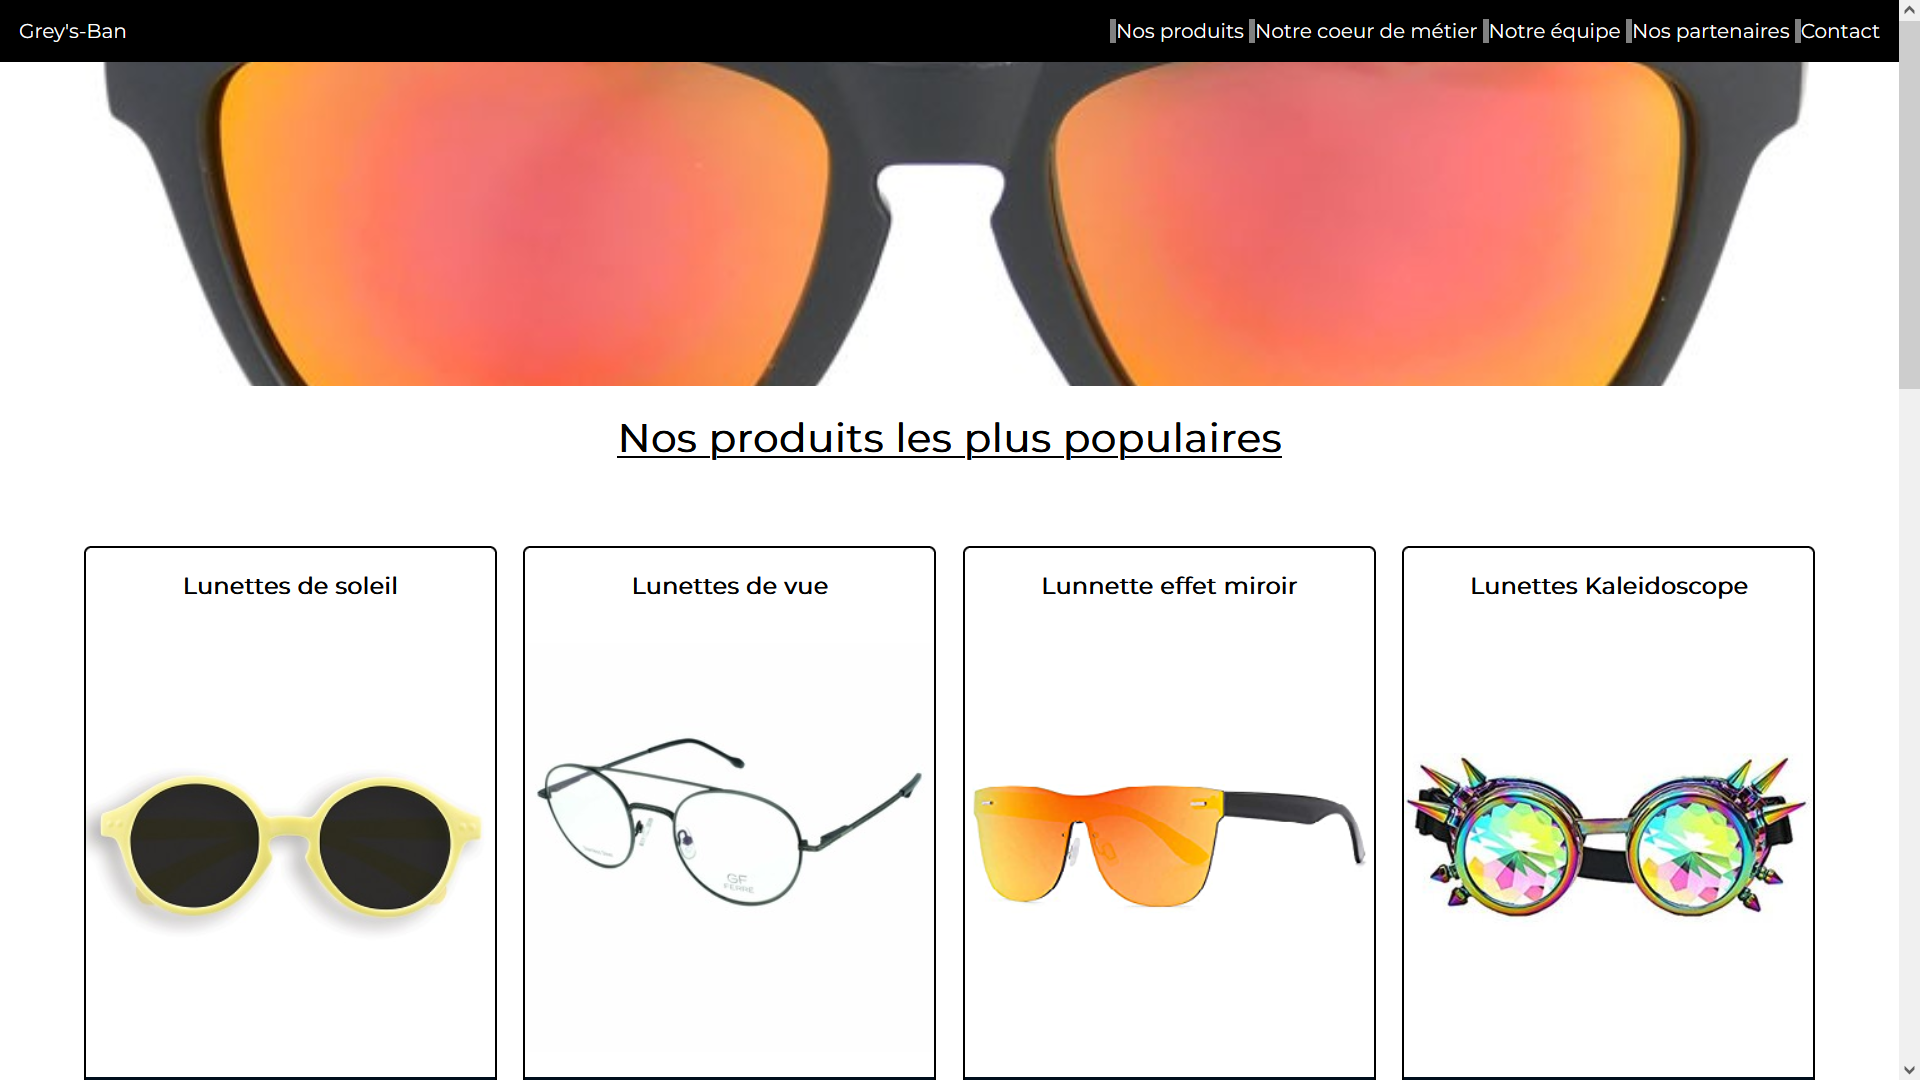 Grey's-Ban
Nos produits Notre coeur de métier Notre équipe Nos partenaires Contact
Nos produits les plus populaires
Lunettes de soleil
Lunettes de vue
Lunnette effet miroir
Lunettes Kaleidoscope
GF
FERRE